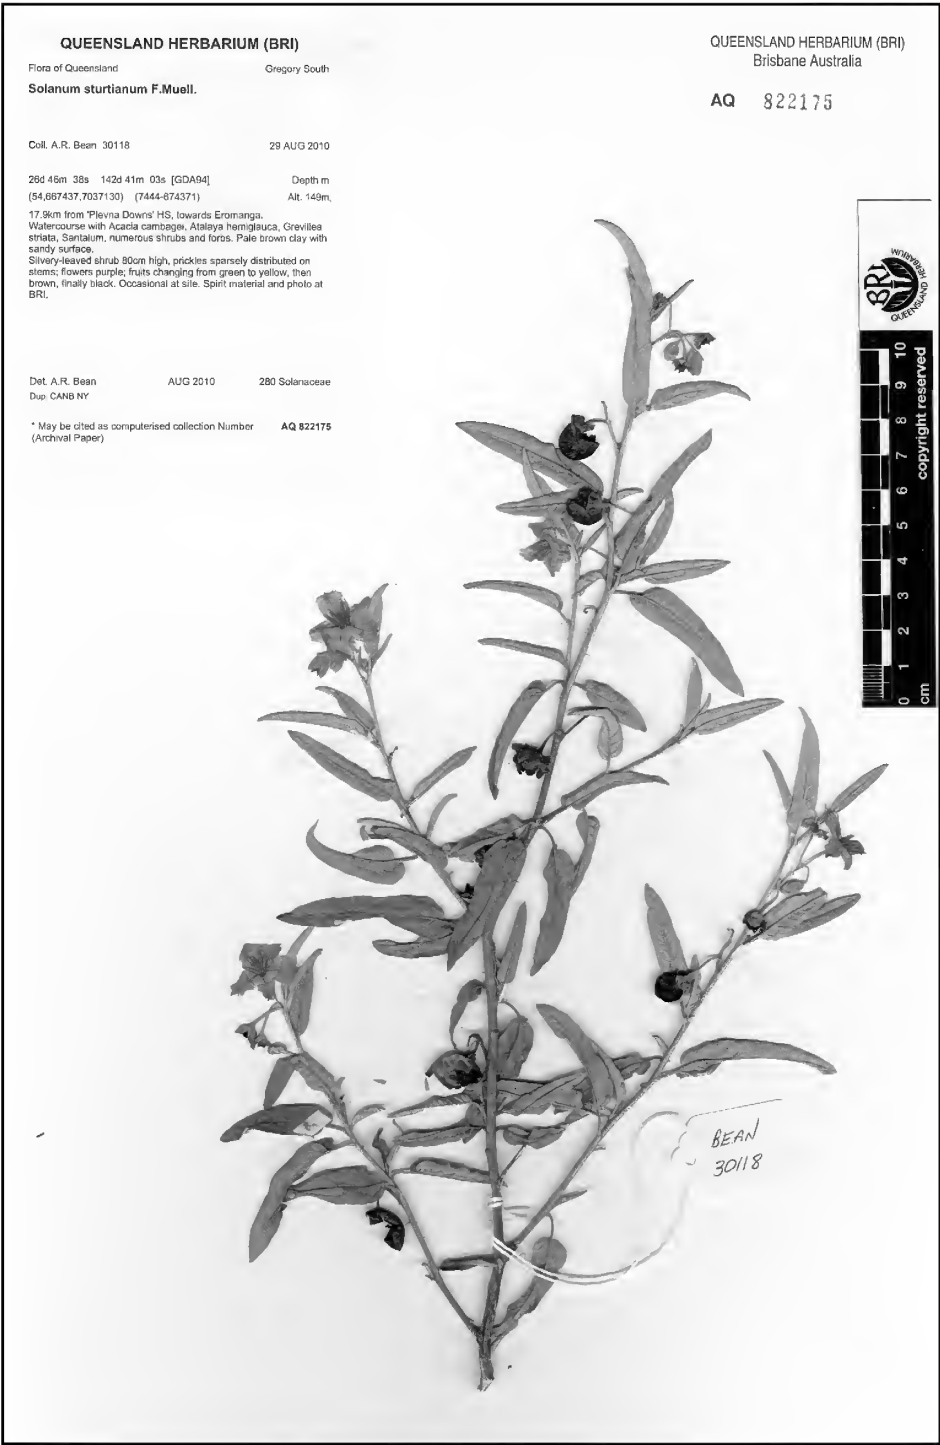 QUEENSLAND HERBARIUM (BRI)
Flora of Queensland Gregory South
Solanum sturtianum F.Muell.
Coll. A.R. Bean 30118 29 AUG 2010
26d 46m 38s 142d 41m 03s [GDA94] Depth m
(54,667437,7037130) (7444-674371) Alt. 149m,
17.9km from 'Plevna Downs' HS, towards Eromanga.
Watercourse with Acacia cambagei, Atalaya hemiglauca, Grevillea
striata, Santalum, numerous shrubs and forbs. Pale brown clay with
sandy surface.
Silvery-leaved shrub 80cm high, prickles sparsely distributed on
stems; flowers purple; fruits changing from green to yellow, then
brown, finally black. Occasional at site. Spirit material and photo at
BRI.
Det. A.R. Bean AUG 2010 280 Solanaceae
Dup. CANB NY
* May be cited as computerised collection Number AQ 822175
(Archival Paper)
QUEENSLAND HERBARIUM (BRI)
Brisbane Australia
AQ 822175
BRI
QUEENSLAND HERBARIUM
copyright reserved
0 1 2 3 4 5 6 7 8 9 10
cm
BEAN
30118